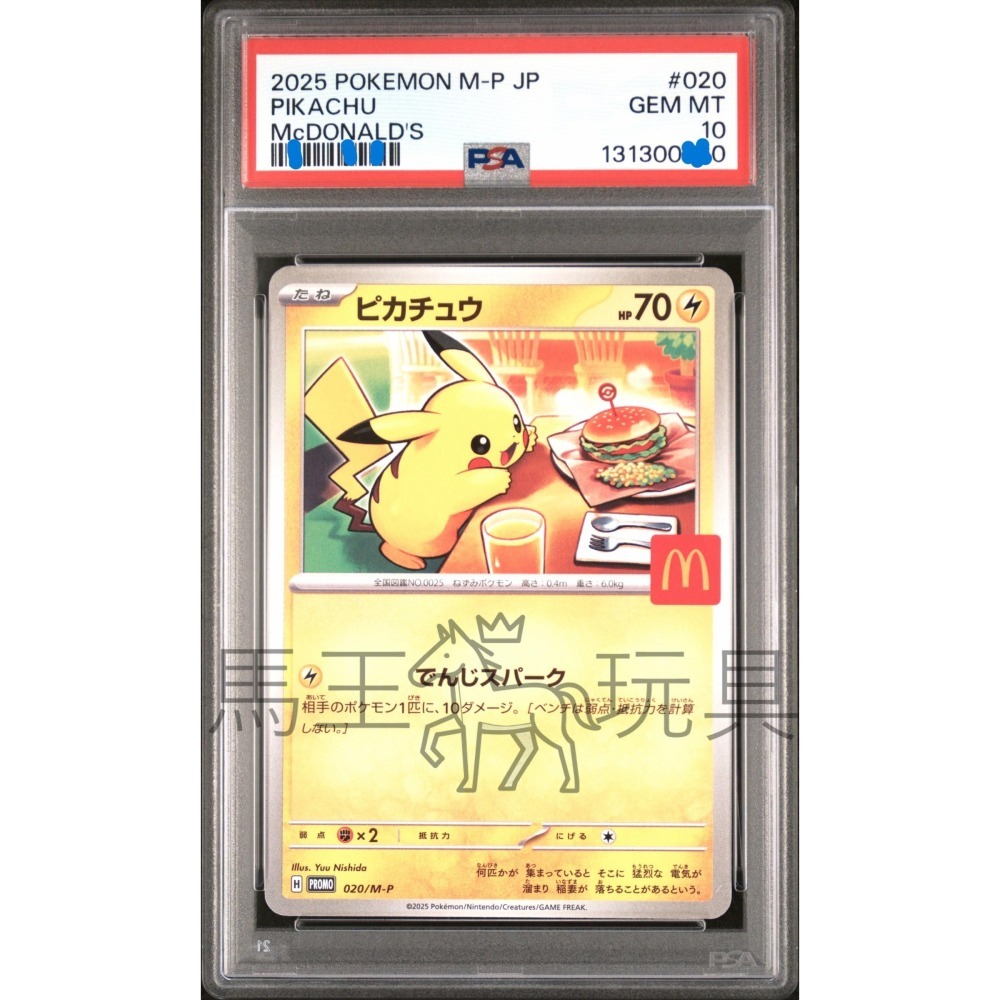 2025 POKEMON M-P JP #020
PIKACHU GEM MT
McDONALD'S 10
PSA
131300 0
たね ピカチュウ HP 70
全国図鑑NO.0025 ねずみポケモン 高さ:0.4m 重さ:6.0kg
馬王玩具
でんじスパーク
相手のポケモン1匹に、10ダメージ。[ベンチは弱点・抵抗力を計算
しない。]
弱点 ×2 抵抗力 にげる
Illus. Yuu Nishida
何匹かが 集まっていると そこに 猛烈な 電気が
溜まり 稲妻が 落ちることがあるという。
H PROMO 020/M-P
©2025 Pokémon/Nintendo/Creatures/GAME FREAK.
PSA